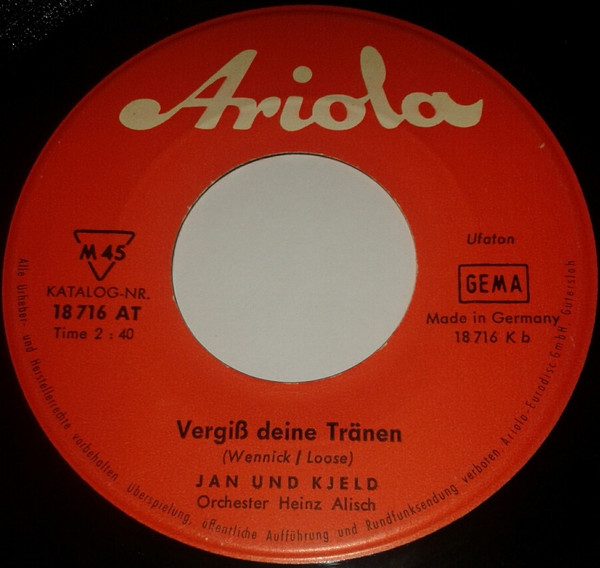 Ariola
M 45
KATALOG-NR.
18 716 AT
Time 2 : 40
Ufaton
GEMA
Made in Germany
18 716 K b
Vergiß deine Tränen
(Wennick / Loose)
JAN UND KJELD
Orchester Heinz Alisch
Alle Urheber- und Herstellerrechte vorbehalten. Überspielung, öffentliche Aufführung und Rundfunksendung verboten. Ariola-Eurodisc GmbH. Gütersloh